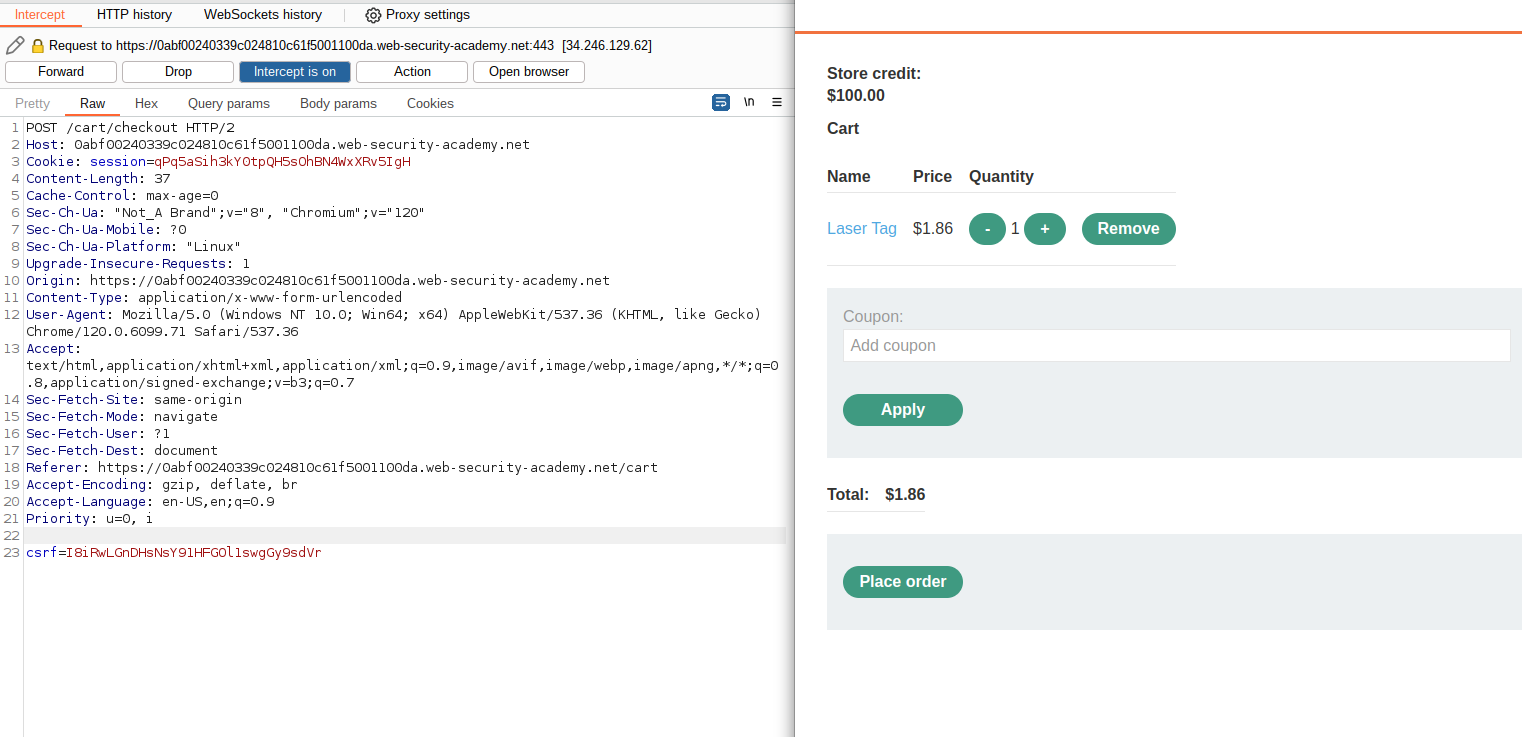 Intercept HTTP history WebSockets history Proxy settings
Request to https://0abf00240339c024810c61f5001100da.web-security-academy.net:443 [34.246.129.62]
Forward Drop Intercept is on Action Open browser
Pretty Raw Hex Query params Body params Cookies \n
1 POST /cart/checkout HTTP/2
2 Host: 0abf00240339c024810c61f5001100da.web-security-academy.net
3 Cookie: session=qPq5aSih3kY0tpQH5sOhBN4WxXRv5IgH
4 Content-Length: 37
5 Cache-Control: max-age=0
6 Sec-Ch-Ua: "Not_A Brand";v="8", "Chromium";v="120"
7 Sec-Ch-Ua-Mobile: ?0
8 Sec-Ch-Ua-Platform: "Linux"
9 Upgrade-Insecure-Requests: 1
10 Origin: https://0abf00240339c024810c61f5001100da.web-security-academy.net
11 Content-Type: application/x-www-form-urlencoded
12 User-Agent: Mozilla/5.0 (Windows NT 10.0; Win64; x64) AppleWebKit/537.36 (KHTML, like Gecko)
Chrome/120.0.6099.71 Safari/537.36
13 Accept:
text/html,application/xhtml+xml,application/xml;q=0.9,image/avif,image/webp,image/apng,*/*;q=0
.8,application/signed-exchange;v=b3;q=0.7
14 Sec-Fetch-Site: same-origin
15 Sec-Fetch-Mode: navigate
16 Sec-Fetch-User: ?1
17 Sec-Fetch-Dest: document
18 Referer: https://0abf00240339c024810c61f5001100da.web-security-academy.net/cart
19 Accept-Encoding: gzip, deflate, br
20 Accept-Language: en-US,en;q=0.9
21 Priority: u=0, i
22
23 csrf=I8iRwLGnDHsNsY91HFGOl1swgGy9sdVr
Store credit:
$100.00
Cart
Name Price Quantity
Laser Tag $1.86 - 1 + Remove
Coupon:
Add coupon
Apply
Total: $1.86
Place order